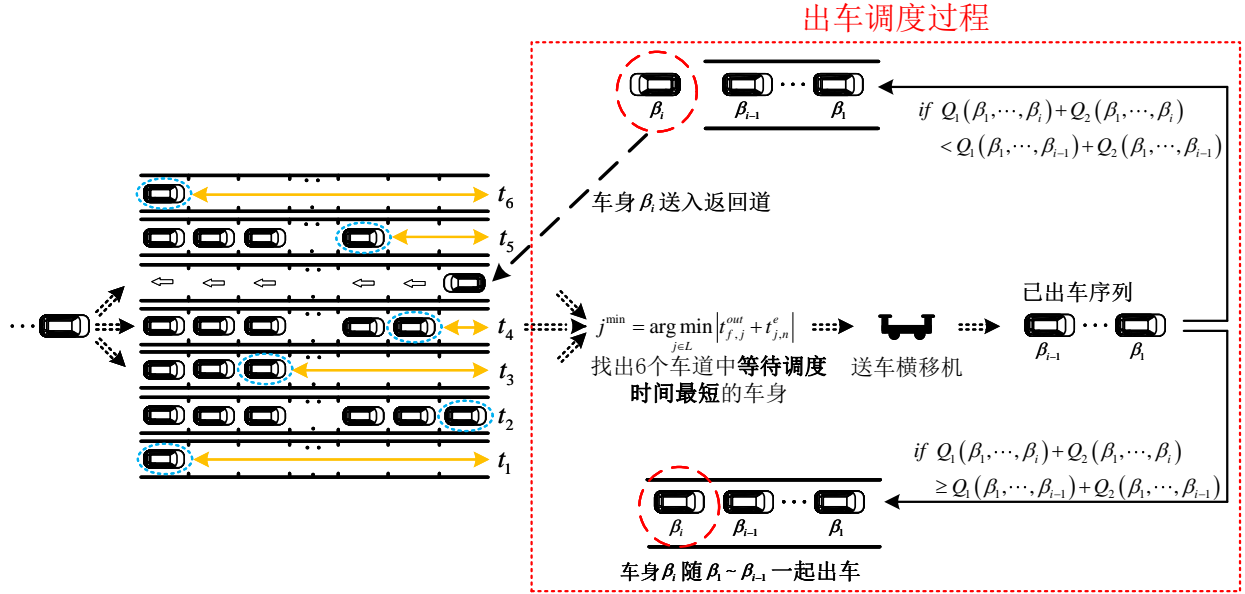 出车调度过程
β_i β_{i-1} ··· β_1
if Q_1(β_1,···,β_i)+Q_2(β_1,···,β_i)
<Q_1(β_1,···,β_{i-1})+Q_2(β_1,···,β_{i-1})
车身β_i送入返回道
t_6
t_5
t_4
t_3
t_2
t_1
j^{min} = arg min_{j∈L} |t_{f,j}^{out} + t_{j,n}^{e}|
找出6个车道中等待调度
时间最短的车身
送车横移机
已出车序列
β_{i-1} ··· β_1
if Q_1(β_1,···,β_i)+Q_2(β_1,···,β_i)
≥Q_1(β_1,···,β_{i-1})+Q_2(β_1,···,β_{i-1})
β_i β_{i-1} ··· β_1
车身β_i随β_1~β_{i-1}一起出车